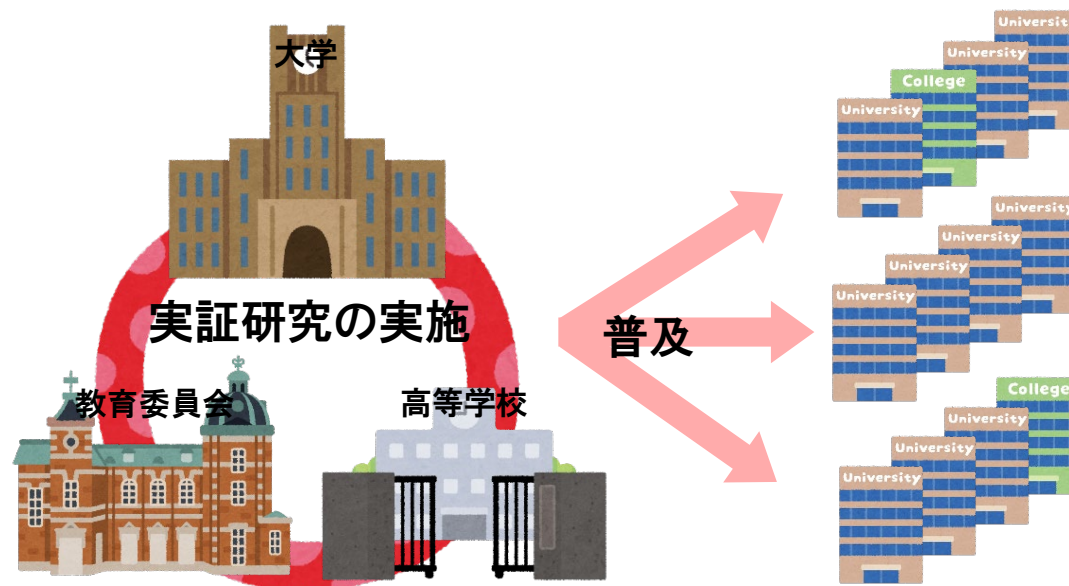 大学
実証研究の実施
教育委員会
高等学校
普及
University
University
College
University
University
University
University
University
College
University
University
University